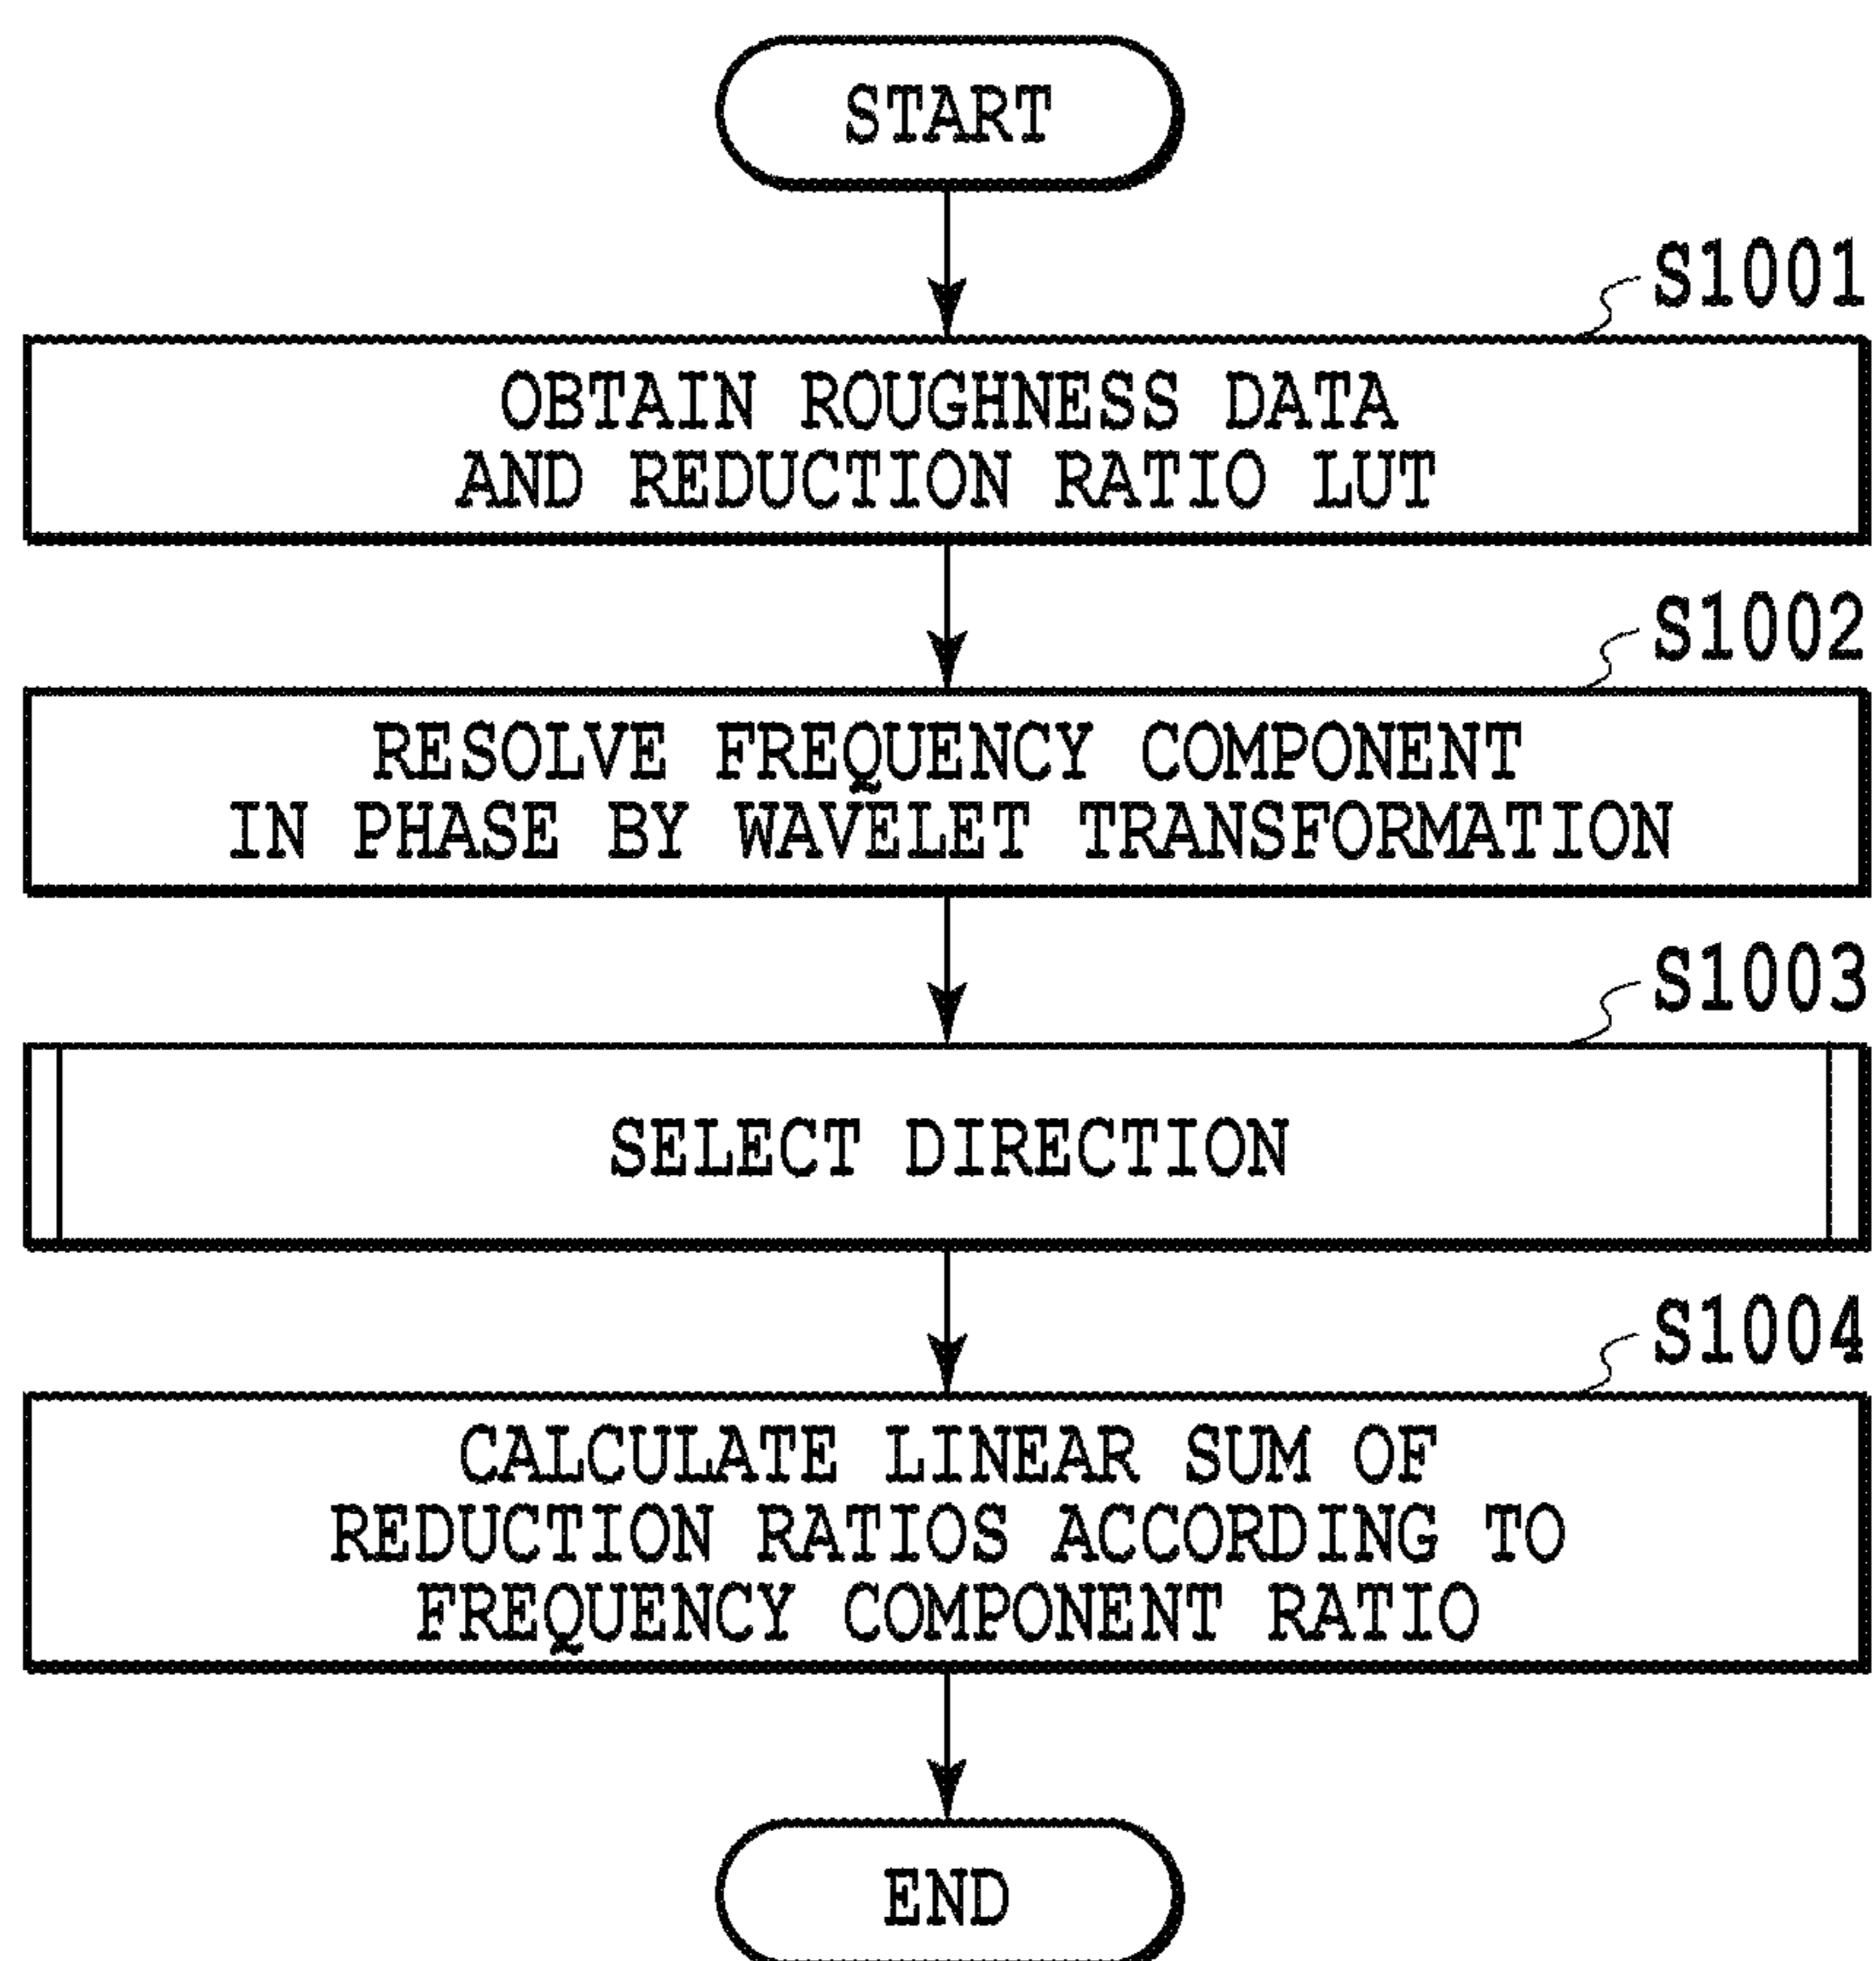 START
S1001
OBTAIN ROUGHNESS DATA
AND REDUCTION RATIO LUT
S1002
RESOLVE FREQUENCY COMPONENT
IN PHASE BY WAVELET TRANSFORMATION
S1003
SELECT DIRECTION
S1004
CALCULATE LINEAR SUM OF
REDUCTION RATIOS ACCORDING TO
FREQUENCY COMPONENT RATIO
END